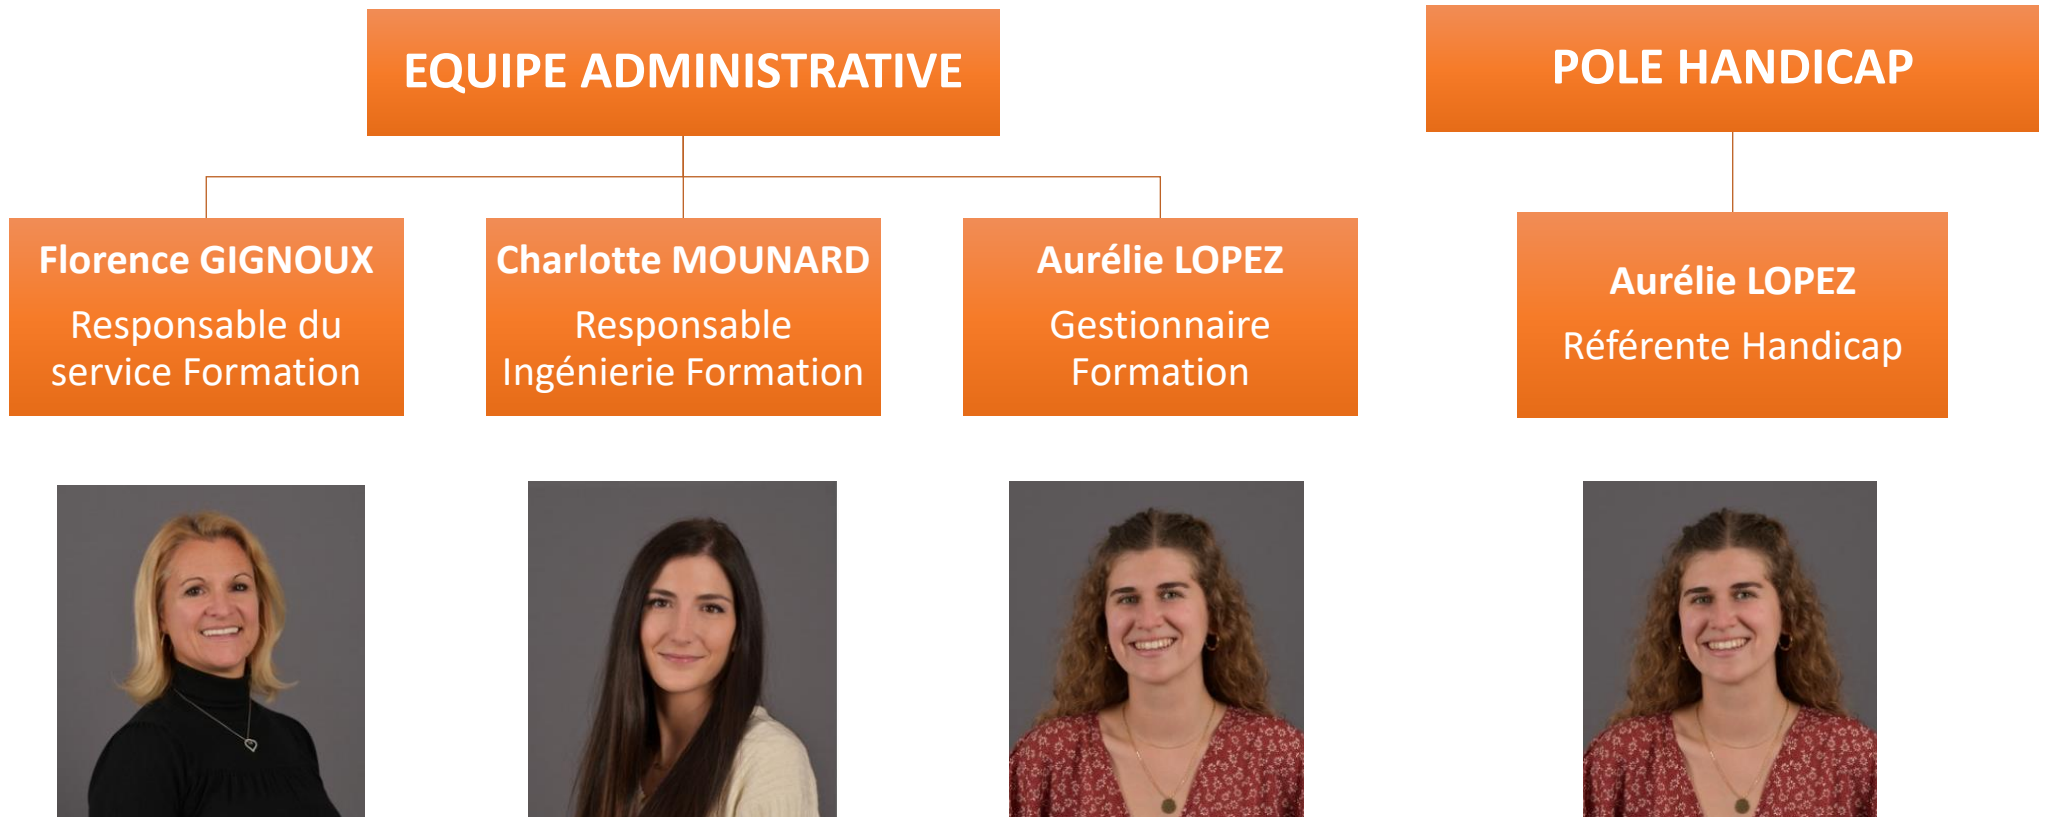 EQUIPE ADMINISTRATIVE
POLE HANDICAP
Florence GIGNOUX
Responsable du
service Formation
Charlotte MOUNARD
Responsable
Ingénierie Formation
Aurélie LOPEZ
Gestionnaire
Formation
Aurélie LOPEZ
Référente Handicap